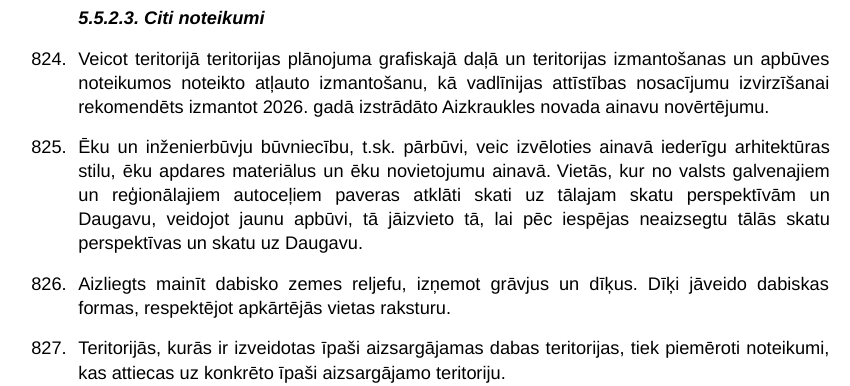 5.5.2.3. Citi noteikumi
824. Veicot teritorijā teritorijas plānojuma grafiskajā daļā un teritorijas izmantošanas un apbūves
noteikumos noteikto atļauto izmantošanu, kā vadlīnijas attīstības nosacījumu izvirzīšanai
rekomendēts izmantot 2026. gadā izstrādāto Aizkraukles novada ainavu novērtējumu.
825. Ēku un inženierbūvju būvniecību, t.sk. pārbūvi, veic izvēloties ainavā iederīgu arhitektūras
stilu, ēku apdares materiālus un ēku novietojumu ainavā. Vietās, kur no valsts galvenajiem
un reģionālajiem autoceļiem paveras atklāti skati uz tālajam skatu perspektīvām un
Daugavu, veidojot jaunu apbūvi, tā jāizvieto tā, lai pēc iespējas neaizsegtu tālās skatu
perspektīvas un skatu uz Daugavu.
826. Aizliegts mainīt dabisko zemes reljefu, izņemot grāvjus un dīķus. Dīķi jāveido dabiskas
formas, respektējot apkārtējās vietas raksturu.
827. Teritorijās, kurās ir izveidotas īpaši aizsargājamas dabas teritorijas, tiek piemēroti noteikumi,
kas attiecas uz konkrēto īpaši aizsargājamo teritoriju.